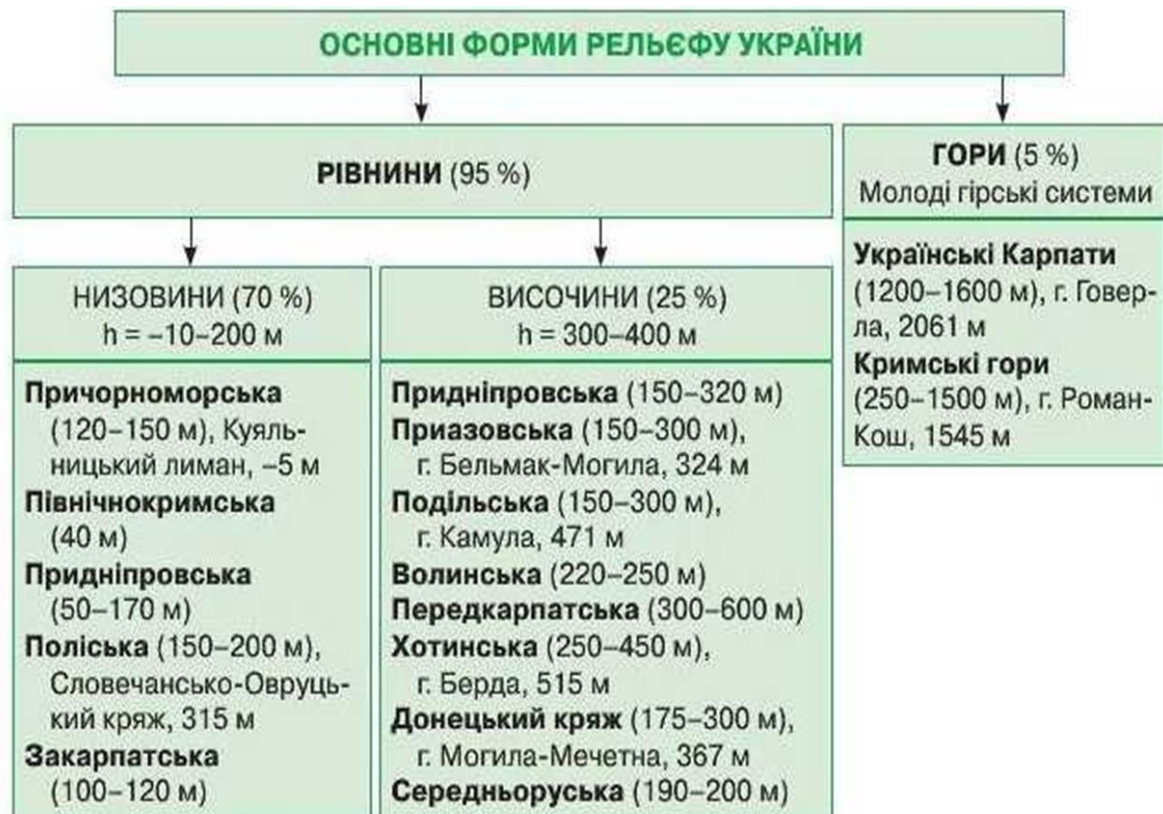 ОСНОВНІ ФОРМИ РЕЛЬЄФУ УКРАЇНИ
РІВНИНИ (95 %)
НИЗОВИНИ (70 %)
h = –10–200 м
Причорноморська
(120–150 м), Куяль-
ницький лиман, –5 м
Північнокримська
(40 м)
Придніпровська
(50–170 м)
Поліська (150–200 м),
Словечансько-Овруць-
кий кряж, 315 м
Закарпатська
(100–120 м)
ВИСОЧИНИ (25 %)
h = 300–400 м
Придніпровська (150–320 м)
Приазовська (150–300 м),
г. Бельмак-Могила, 324 м
Подільська (150–300 м),
г. Камула, 471 м
Волинська (220–250 м)
Передкарпатська (300–600 м)
Хотинська (250–450 м),
г. Берда, 515 м
Донецький кряж (175–300 м),
г. Могила-Мечетна, 367 м
Середньоруська (190–200 м)
ГОРИ (5 %)
Молоді гірські системи
Українські Карпати
(1200–1600 м), г. Говер-
ла, 2061 м
Кримські гори
(250–1500 м), г. Роман-
Кош, 1545 м